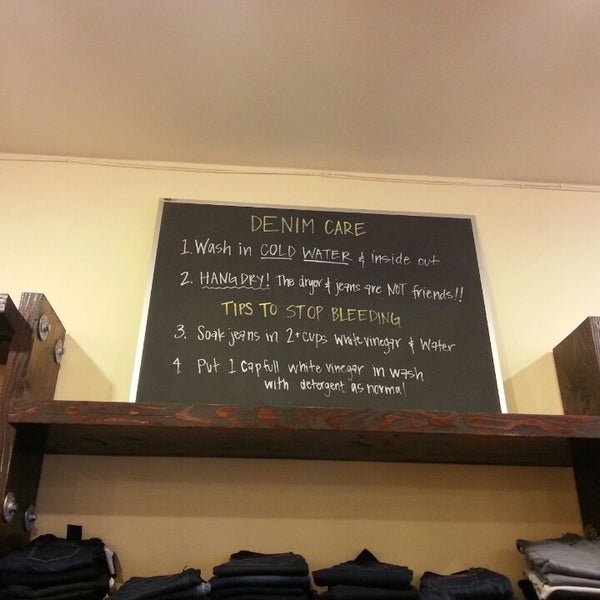 DENIM CARE
1. Wash in COLD WATER & inside out
2. HANG DRY! The dryer & jeans are NOT friends!!
TIPS TO STOP BLEEDING
3. Soak jeans in 2+cups white vinegar & water
4. Put 1 capfull white vinegar in wash
with detergent as normal